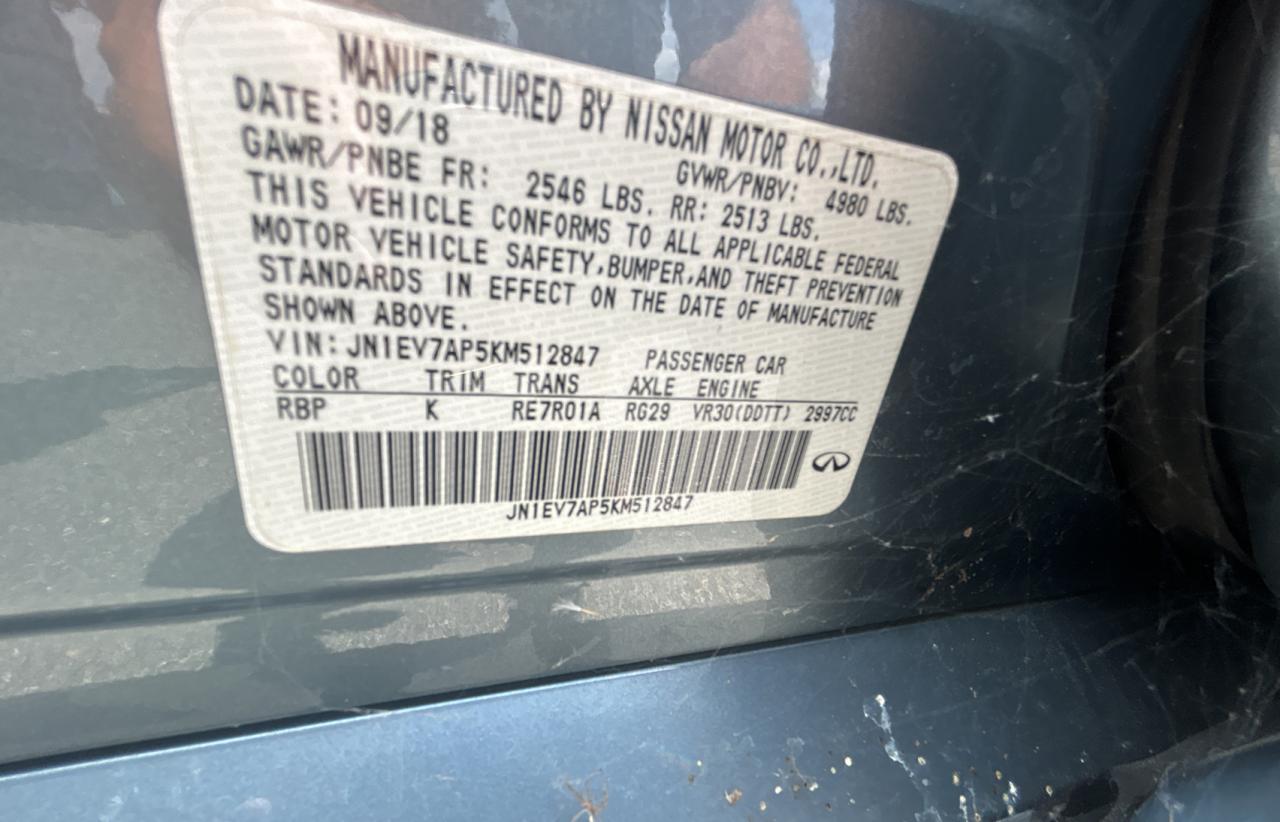 MANUFACTURED BY NISSAN MOTOR CO.,LTD.
DATE: 09/18 GVWR/PNBV: 4980 LBS.
GAWR/PNBE FR: 2546 LBS. RR: 2513 LBS.
THIS VEHICLE CONFORMS TO ALL APPLICABLE FEDERAL
MOTOR VEHICLE SAFETY,BUMPER,AND THEFT PREVENTION
STANDARDS IN EFFECT ON THE DATE OF MANUFACTURE
SHOWN ABOVE.
VIN:JN1EV7AP5KM512847 PASSENGER CAR
COLOR TRIM TRANS AXLE ENGINE
RBP K RE7R01A RG29 VR30(DDTT) 2997CC
JN1EV7AP5KM512847